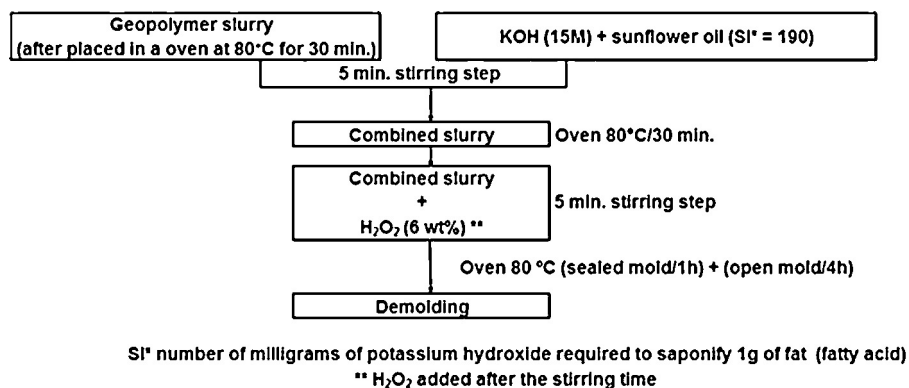 Geopolymer slurry
(after placed in a oven at 80°C for 30 min.)
KOH (15M) + sunflower oil (SI* = 190)
5 min. stirring step
Combined slurry
Oven 80°C/30 min.
Combined slurry
+
H₂O₂ (6 wt%) **
5 min. stirring step
Oven 80 ºC (sealed mold/1h) + (open mold/4h)
Demolding
SI* number of milligrams of potassium hydroxide required to saponify 1g of fat (fatty acid)
** H₂O₂ added after the stirring time